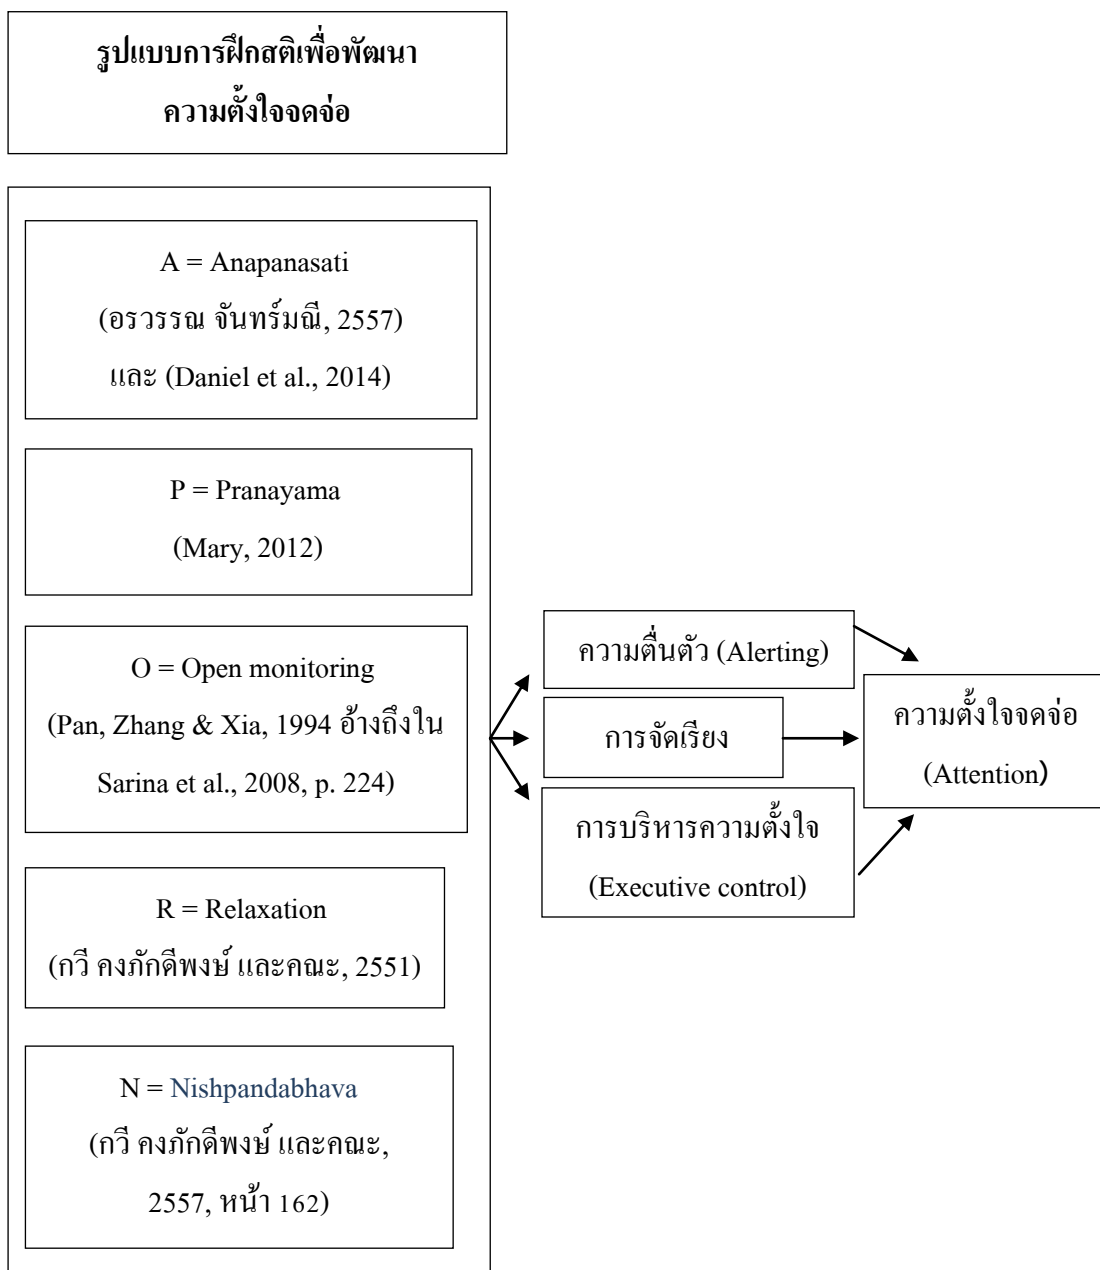 รูปแบบการฝึกสติเพื่อพัฒนา
ความตั้งใจจดจ่อ
A = Anapanasati
(อรวรรณ จันทร์มณี, 2557)
และ (Daniel et al., 2014)
P = Pranayama
(Mary, 2012)
O = Open monitoring
(Pan, Zhang & Xia, 1994 อ้างถึงใน
Sarina et al., 2008, p. 224)
R = Relaxation
(กวี คงภักดีพงษ์ และคณะ, 2551)
N = Nishpandabhava
(กวี คงภักดีพงษ์ และคณะ,
2557, หน้า 162)
ความตื่นตัว (Alerting)
การจัดเรียง
การบริหารความตั้งใจ
(Executive control)
ความตั้งใจจดจ่อ
(Attention)